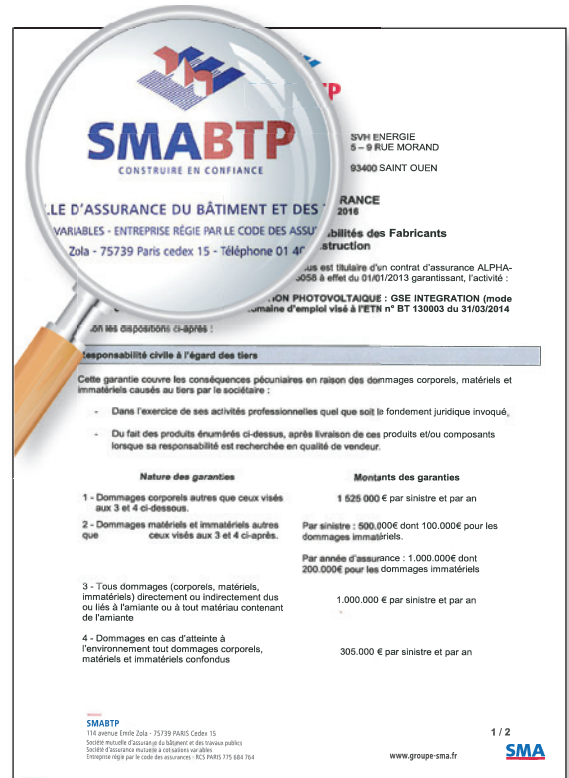 SMABTP
CONSTRUIRE EN CONFIANCE
LE D'ASSURANCE DU BÂTIMENT ET DES
VARIABLES - ENTREPRISE RÉGIE PAR LE CODE DES ASSU
Zola - 75739 Paris cedex 15 - Téléphone 01 40
TP
SVH ENERGIE
5 – 9 RUE MORAND
93400 SAINT OUEN
RANCE
2016
bilités des Fabricants
struction
us est titulaire d'un contrat d'assurance ALPHA-
5058 à effet du 01/01/2013 garantissant, l'activité :
ION PHOTOVOLTAIQUE : GSE INTEGRATION (mode
maine d'emploi visé à l'ETN n° BT 130003 du 31/03/2014
on les dispositions ci-après :
Responsabilité civile à l'égard des tiers
Cette garantie couvre les conséquences pécuniaires en raison des dommages corporels, matériels et
immatériels causés au tiers par le sociétaire :
- Dans l'exercice de ses activités professionnelles quel que soit le fondement juridique invoqué,
- Du fait des produits énumérés ci-dessus, après livraison de ces produits et/ou composants
lorsque sa responsabilité est recherchée en qualité de vendeur.
Nature des garanties
Montants des garanties
1 - Dommages corporels autres que ceux visés
aux 3 et 4 ci-dessous.
1 525 000 € par sinistre et par an
2 - Dommages matériels et immatériels autres
que ceux visés aux 3 et 4 ci-après.
Par sinistre : 500.000€ dont 100.000€ pour les
dommages immatériels.
Par année d'assurance : 1.000.000€ dont
200.000€ pour les dommages immatériels
3 - Tous dommages (corporels, matériels,
immatériels) directement ou indirectement dus
ou liés à l'amiante ou à tout matériau contenant
de l'amiante
1.000.000 € par sinistre et par an
4 - Dommages en cas d'atteinte à
l'environnement tout dommages corporels,
matériels et immatériels confondus
305.000 € par sinistre et par an
SMABTP
114 avenue Emile Zola - 75739 PARIS Cedex 15
Société mutuelle d'assurance du bâtiment et des travaux publics
Société d'assurance mutuelle à cotisations variables
Entreprise régie par le code des assurances - RCS PARIS 775 684 764
www.groupe-sma.fr
1 / 2
SMA